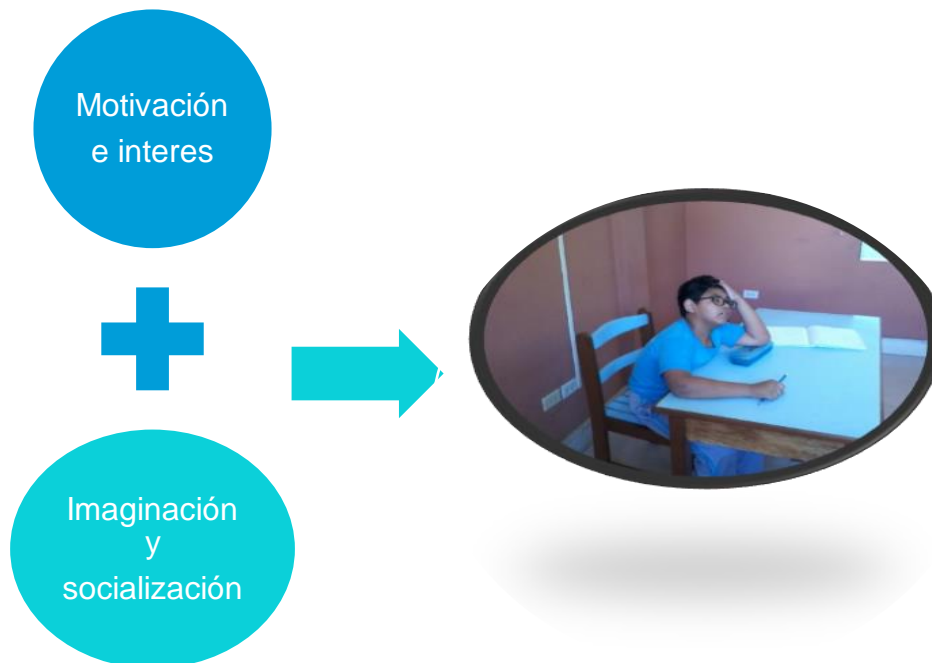 Motivación
e interes
Imaginación
y
socialización